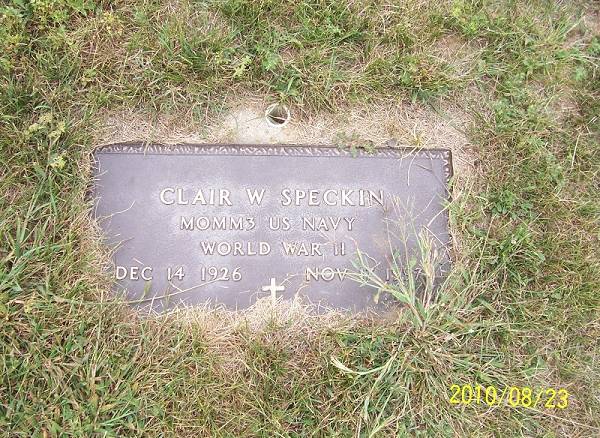 CLAIR W SPECKIN
MOMM3 US NAVY
WORLD WAR II
DEC 14 1926 NOV
2010/08/23